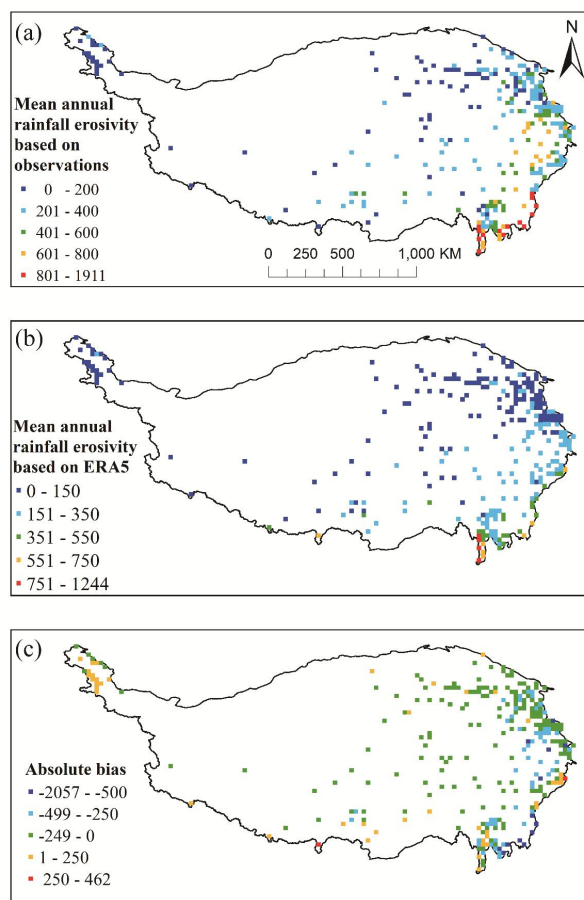 (a)
N
Mean annual
rainfall erosivity
based on
observations
0 - 200
201 - 400
401 - 600
601 - 800
801 - 1911
0 250 500 1,000 KM
(b)
Mean annual
rainfall erosivity
based on ERA5
0 - 150
151 - 350
351 - 550
551 - 750
751 - 1244
(c)
Absolute bias
-2057 - -500
-499 - -250
-249 - 0
1 - 250
250 - 462